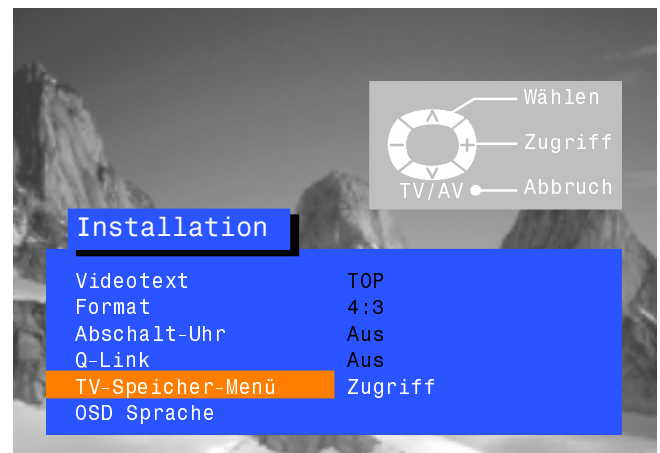 Wählen
Zugriff
TV/AV Abbruch
Installation
Videotext TOP
Format 4:3
Abschalt-Uhr Aus
Q-Link Aus
TV-Speicher-Menü Zugriff
OSD Sprache